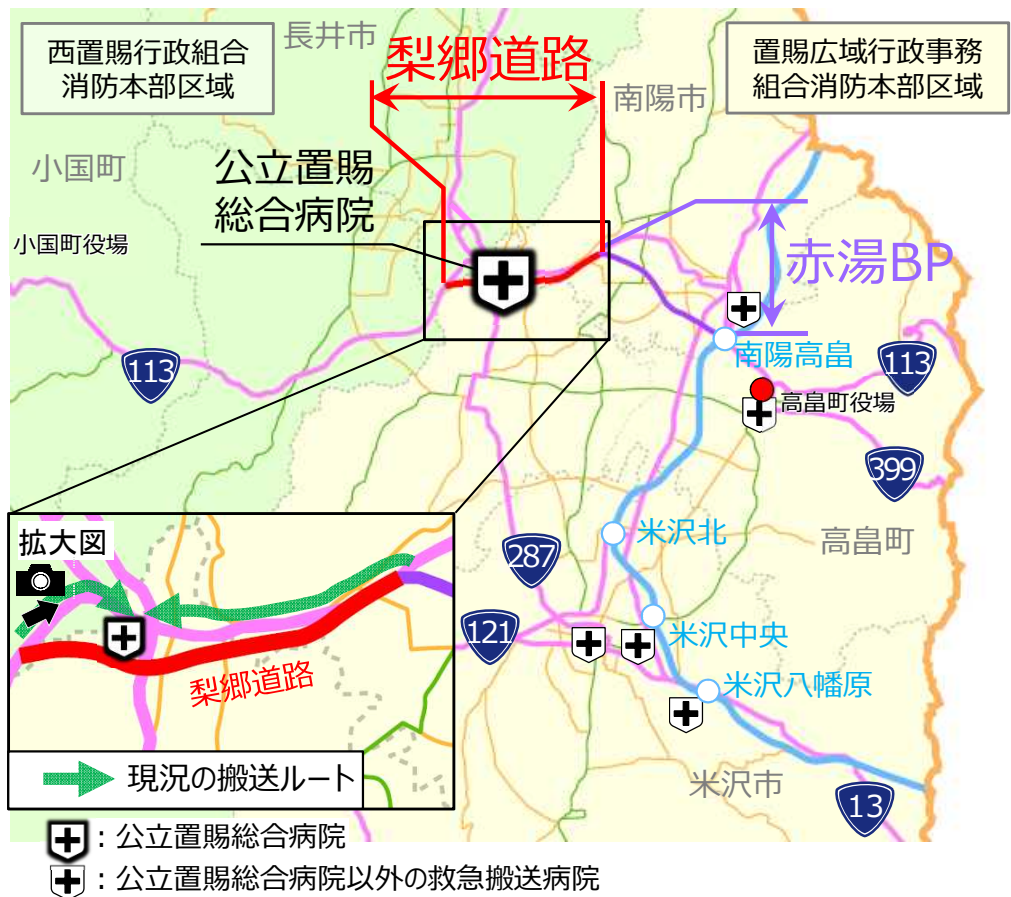 西置賜行政組合
消防本部区域
長井市
梨郷道路
南陽市
置賜広域行政事務
組合消防本部区域
小国町
公立置賜
総合病院
小国町役場
赤湯BP
113
南陽高畠
113
高畠町役場
399
拡大図
287
米沢北
高畠町
121
米沢中央
梨郷道路
米沢八幡原
現況の搬送ルート
米沢市
13
：公立置賜総合病院
：公立置賜総合病院以外の救急搬送病院